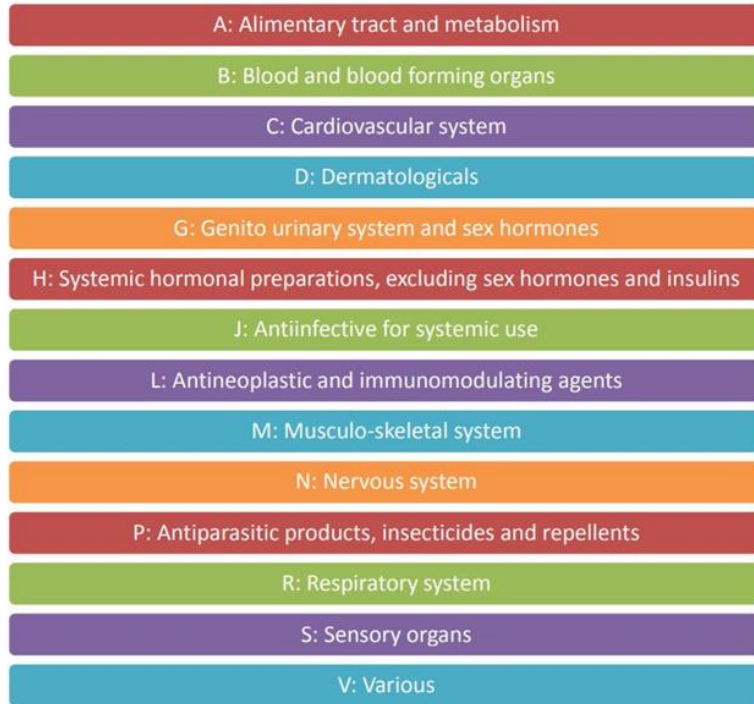 A: Alimentary tract and metabolism
B: Blood and blood forming organs
C: Cardiovascular system
D: Dermatologicals
G: Genito urinary system and sex hormones
H: Systemic hormonal preparations, excluding sex hormones and insulins
J: Antiinfective for systemic use
L: Antineoplastic and immunomodulating agents
M: Musculo-skeletal system
N: Nervous system
P: Antiparasitic products, insecticides and repellents
R: Respiratory system
S: Sensory organs
V: Various